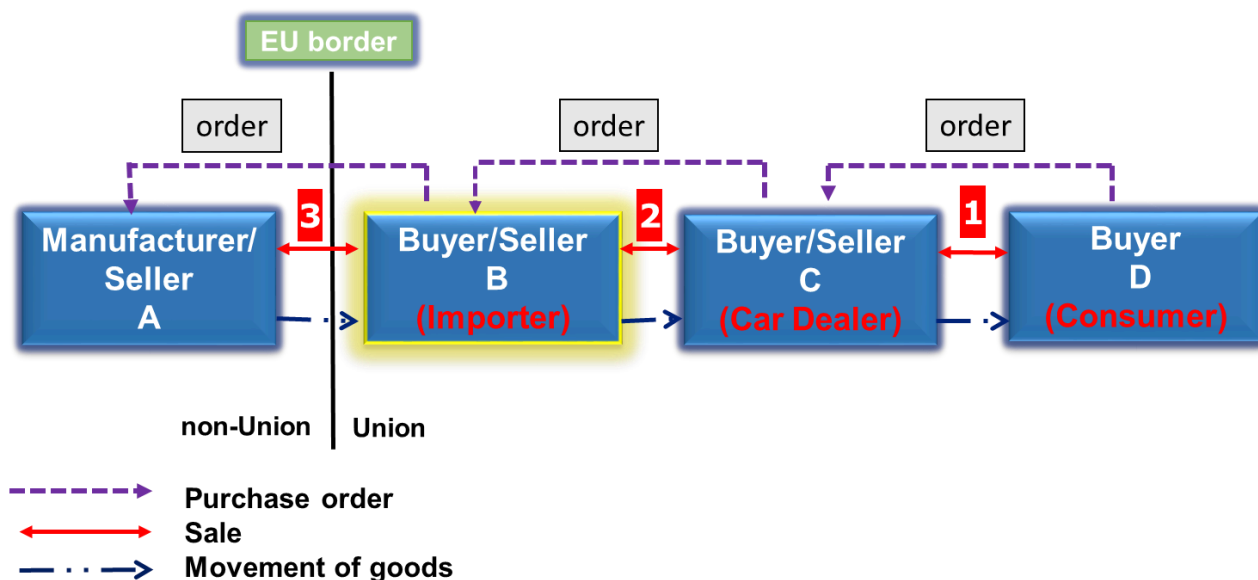 EU border
order
order
order
3
2
1
Manufacturer/
Seller
A
Buyer/Seller
B
(Importer)
Buyer/Seller
C
(Car Dealer)
Buyer
D
(Consumer)
non-Union
Union
Purchase order
Sale
Movement of goods